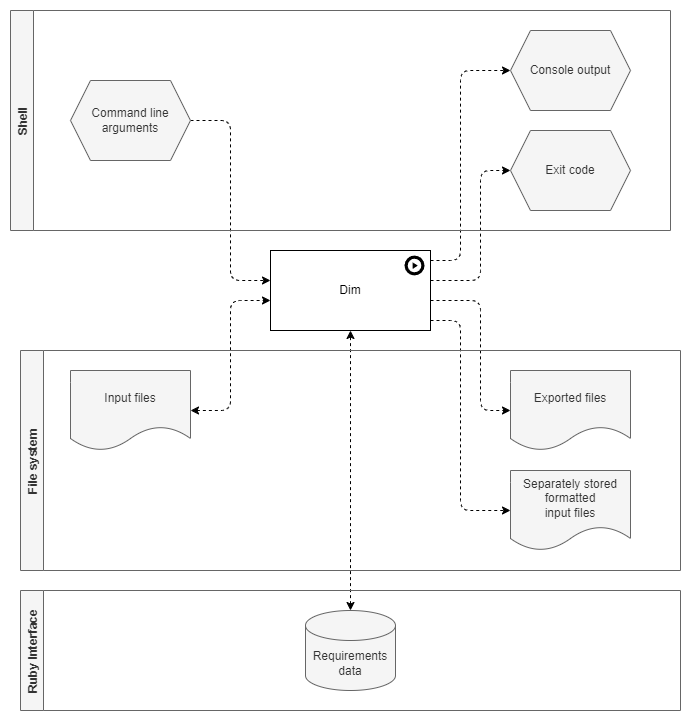 Shell
Command line
arguments
Console output
Exit code
Dim
File system
Input files
Exported files
Separately stored
formatted
input files
Ruby Interface
Requirements
data